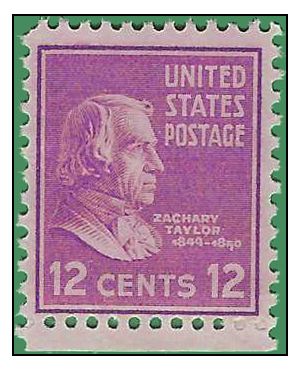 UNITED
STATES
POSTAGE
ZACHARY
TAYLOR
1849-1850
12 CENTS 12